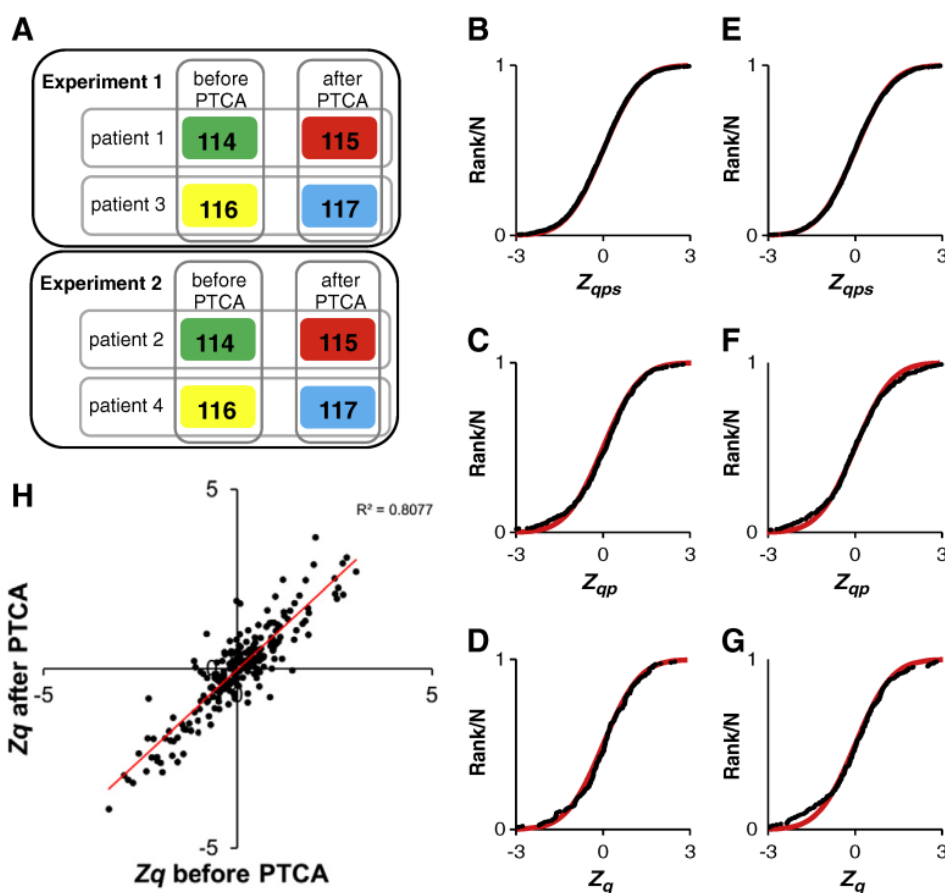 A
Experiment 1
before
PTCA
after
PTCA
patient 1
114
115
patient 3
116
117
Experiment 2
before
PTCA
after
PTCA
patient 2
114
115
patient 4
116
117
B
1
Rank/N
0
-3
0
3
Zqps
E
1
Rank/N
0
-3
0
3
Zqps
C
1
Rank/N
0
-3
0
3
Zqp
F
1
Rank/N
0
-3
0
3
Zqp
D
1
Rank/N
0
-3
0
3
Zq
G
1
Rank/N
0
-3
0
3
Zq
H
5
R² = 0.8077
Zq after PTCA
-5
0
0
5
-5
Zq before PTCA